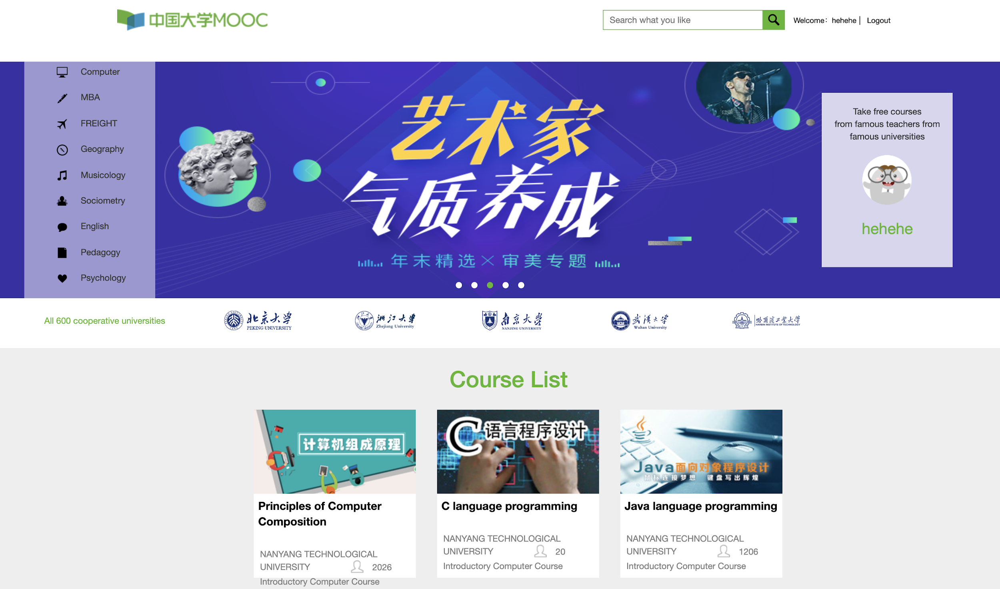 中国大学MOOC
Search what you like
Welcome：hehehe | Logout
Computer
MBA
FREIGHT
Geography
Musicology
Sociometry
English
Pedagogy
Psychology
艺术家
气质养成
年末精选×审美专题
Take free courses
from famous teachers from
famous universities
hehehe
All 600 cooperative universities
北京大学
PEKING UNIVERSITY
浙江大学
Zhejiang University
南京大学
NANJING UNIVERSITY
武漢大学
Wuhan University
哈爾濱工業大學
HARBIN INSTITUTE OF TECHNOLOGY
Course List
计算机组成原理
Principles of Computer
Composition
NANYANG TECHNOLOGICAL
UNIVERSITY 2026
Introductory Computer Course
C语言程序设计
C language programming
NANYANG TECHNOLOGICAL
UNIVERSITY 20
Introductory Computer Course
Java面向对象程序设计
鼠标连接梦想 键盘写出辉煌
Java language programming
NANYANG TECHNOLOGICAL
UNIVERSITY 1206
Introductory Computer Course